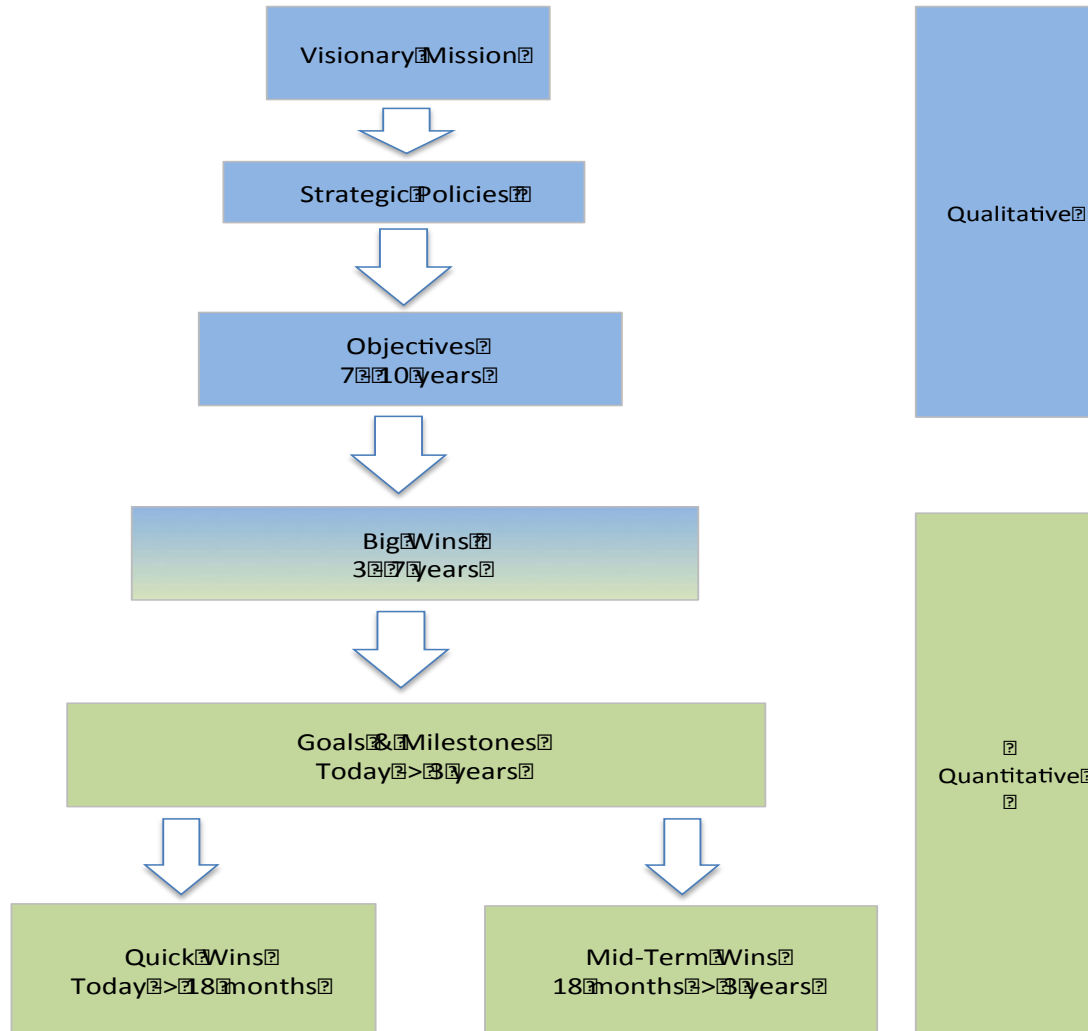 Visionary Mission
Strategic Policies
Qualitative
Objectives
7 - 10 years
Big Wins
3 - 7 years
Goals & Milestones
Today -> 3 years
Quantitative
Quick Wins
Today -> 18 months
Mid-Term Wins
18 months -> 3 years